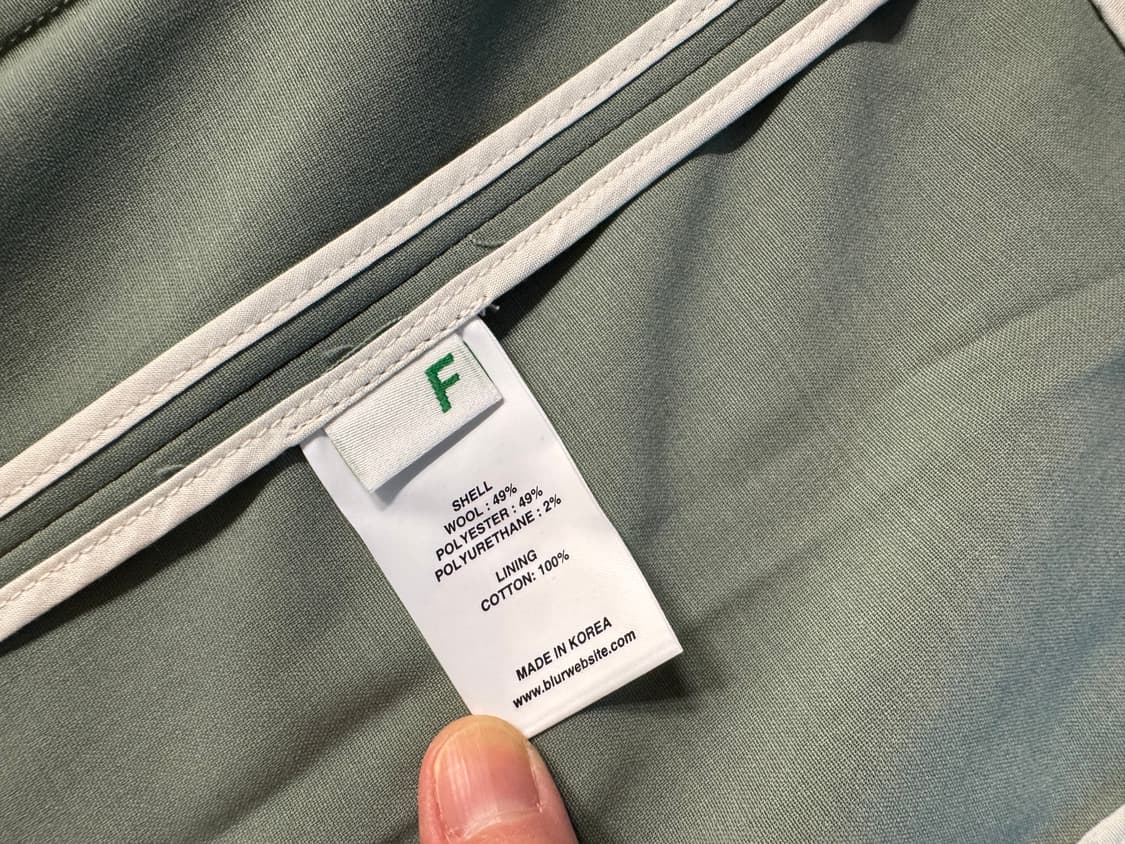 F
SHELL
WOOL : 49%
POLYESTER : 49%
POLYURETHANE : 2%
LINING
COTTON: 100%
MADE IN KOREA
www.blurwebsite.com